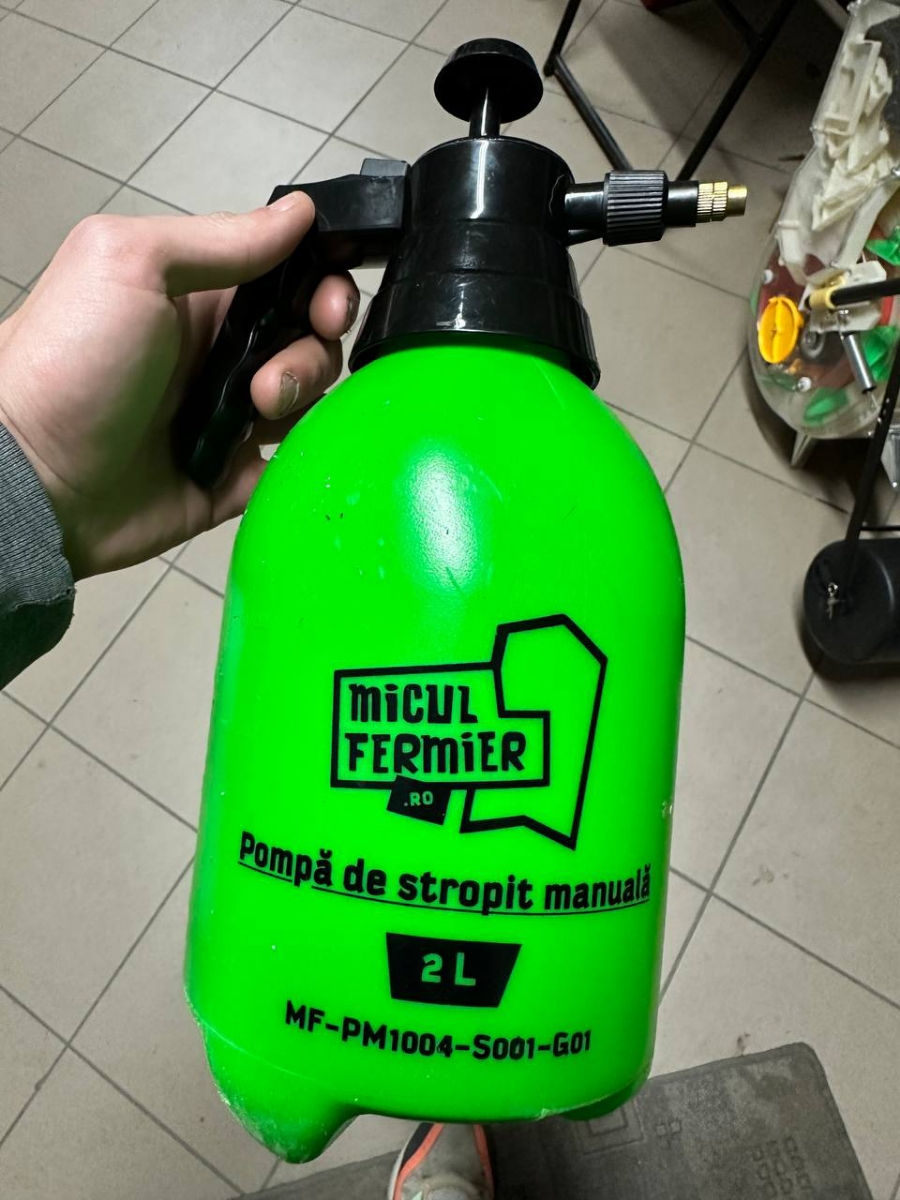 MiCUL
FERMiER
.RO
Pompă de stropit manuală
2 L
MF-PM1004-S001-G01